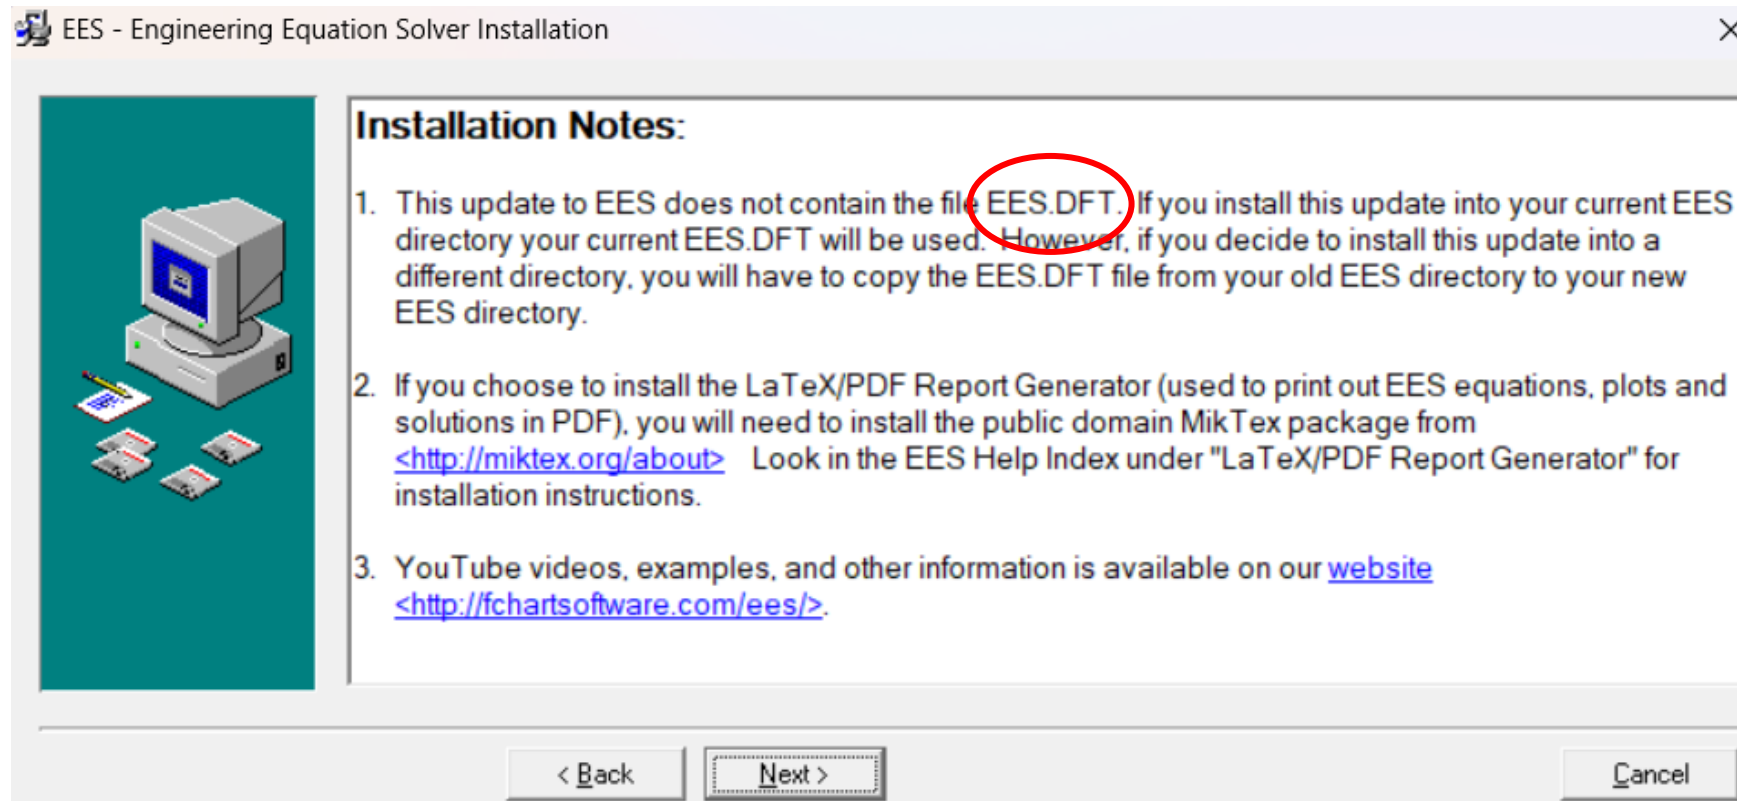 EES - Engineering Equation Solver Installation
Installation Notes:
1. This update to EES does not contain the file EES.DFT. If you install this update into your current EES
directory your current EES.DFT will be used. However, if you decide to install this update into a
different directory, you will have to copy the EES.DFT file from your old EES directory to your new
EES directory.
2. If you choose to install the LaTeX/PDF Report Generator (used to print out EES equations, plots and
solutions in PDF), you will need to install the public domain MikTex package from
<http://miktex.org/about> Look in the EES Help Index under "LaTeX/PDF Report Generator" for
installation instructions.
3. YouTube videos, examples, and other information is available on our website
<http://fchartsoftware.com/ees/>.
< Back Next > Cancel